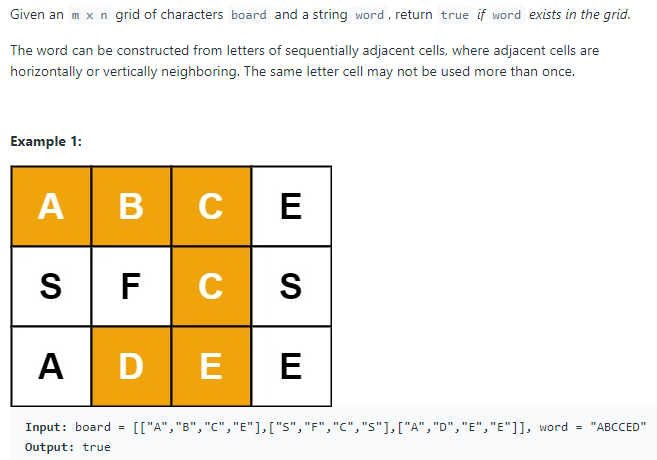 Given an m x n grid of characters board and a string word , return true if word exists in the grid.
The word can be constructed from letters of sequentially adjacent cells, where adjacent cells are
horizontally or vertically neighboring. The same letter cell may not be used more than once.
Example 1:
A B C E
S F C S
A D E E
Input: board = [["A","B","C","E"],["S","F","C","S"],["A","D","E","E"]], word = "ABCCED"
Output: true